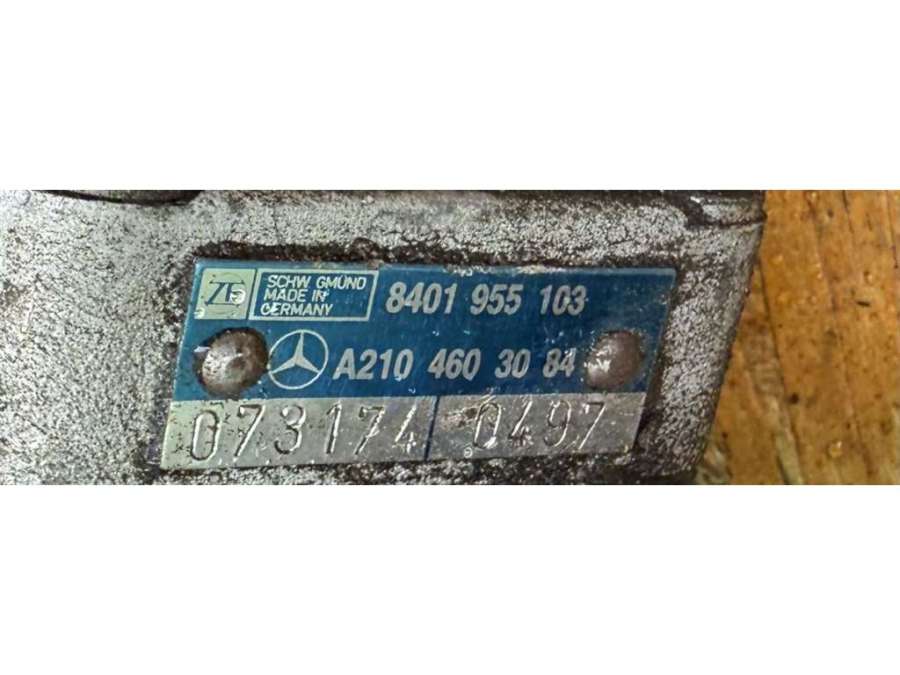 ZF
SCHW. GMÜND
MADE IN
GERMANY
8401 955 103
A210 460 30 84
073174 0497